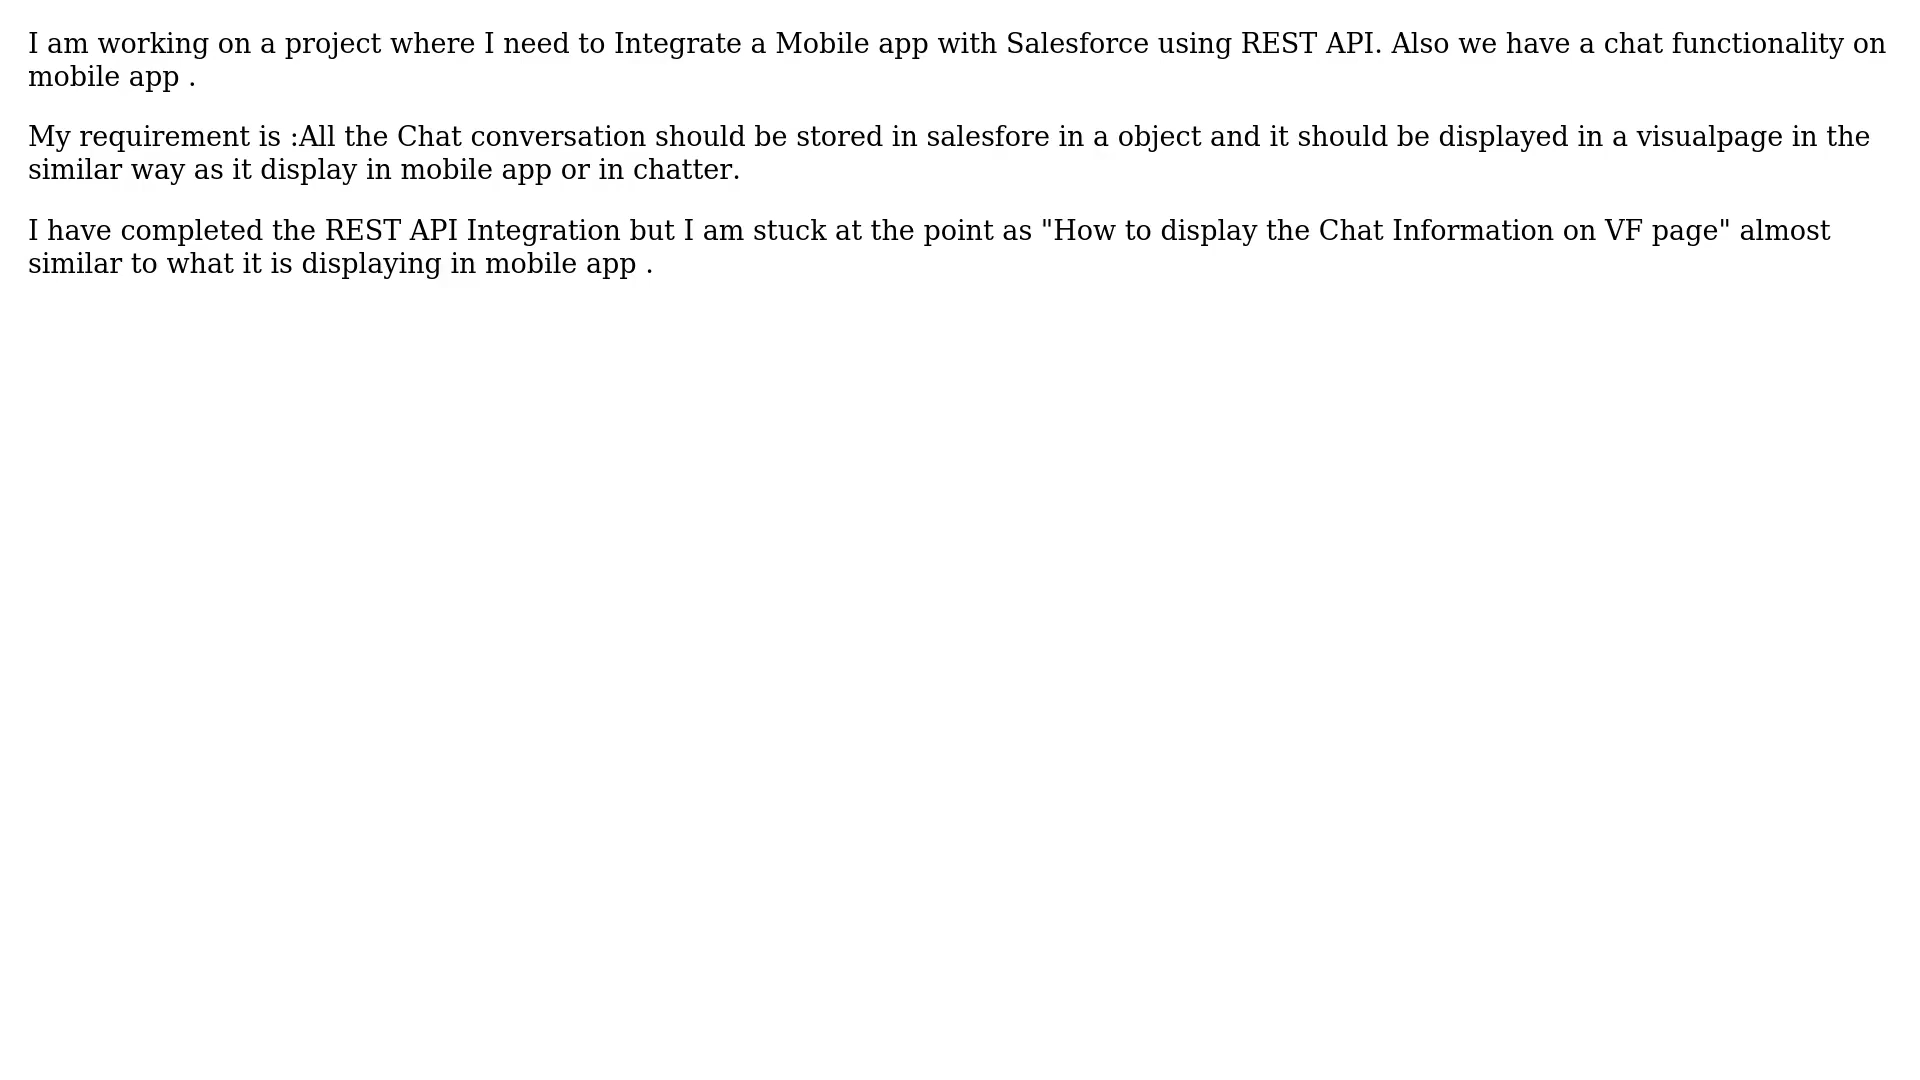 I am working on a project where I need to Integrate a Mobile app with Salesforce using REST API. Also we have a chat functionality on
mobile app .
My requirement is :All the Chat conversation should be stored in salesfore in a object and it should be displayed in a visualpage in the
similar way as it display in mobile app or in chatter.
I have completed the REST API Integration but I am stuck at the point as "How to display the Chat Information on VF page" almost
similar to what it is displaying in mobile app .